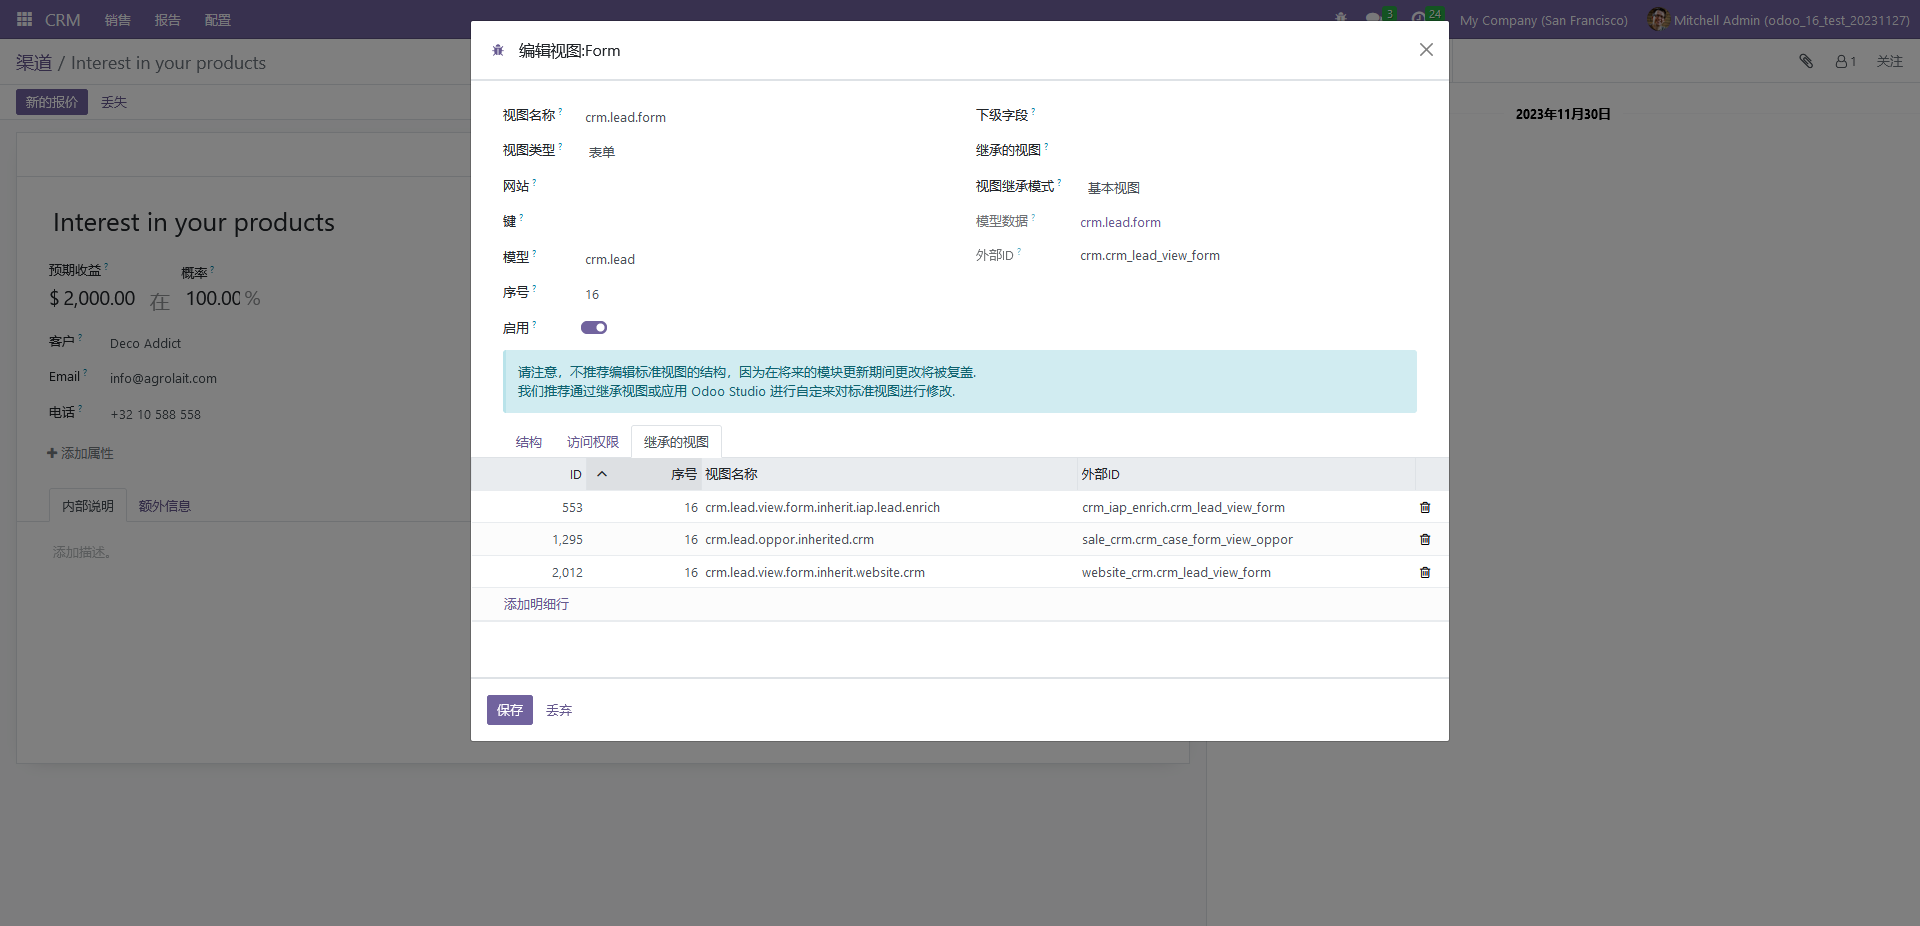 CRM 销售 报告 配置 3 24 My Company (San Francisco) Mitchell Admin (odoo_16_test_20231127)
渠道 / Interest in your products
1 关注
新的报价 丢失
2023年11月30日
Interest in your products
预期收益? 概率?
$ 2,000.00 在 100.00 %
客户? Deco Addict
Email? info@agrolait.com
电话? +32 10 588 558
添加属性
内部说明 额外信息
添加描述。
编辑视图:Form
视图名称? crm.lead.form 下级字段?
视图类型? 表单 继承的视图?
网站? 视图继承模式? 基本视图
键? 模型数据? crm.lead.form
模型? crm.lead 外部ID? crm.crm_lead_view_form
序号? 16
启用?
请注意，不推荐编辑标准视图的结构，因为在将来的模块更新期间更改将被复盖.
我们推荐通过继承视图或应用 Odoo Studio 进行自定来对标准视图进行修改.
结构 访问权限 继承的视图
ID 序号 视图名称 外部ID
553 16 crm.lead.view.form.inherit.iap.lead.enrich crm_iap_enrich.crm_lead_view_form
1,295 16 crm.lead.oppor.inherited.crm sale_crm.crm_case_form_view_oppor
2,012 16 crm.lead.view.form.inherit.website.crm website_crm.crm_lead_view_form
添加明细行
保存 丢弃